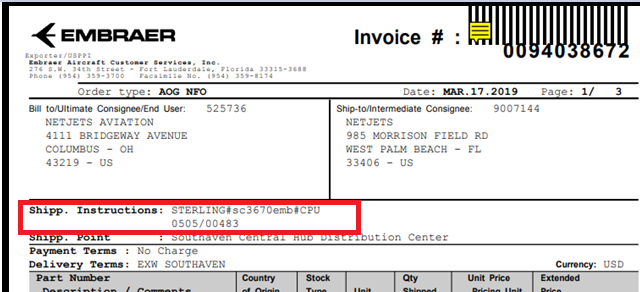 EMBRAER
Invoice # :
0094038672
Exporter/USPPI
Embraer Aircraft Customer Services, Inc.
276 S.W. 34th Street - Fort Lauderdale, Florida 33315-3688
Phone (954) 359-3700 Facsimile No. (954) 359-8174
Order type: AOG NFO Date: MAR.17.2019 Page: 1/ 3
Bill to/Ultimate Consignee/End User: 525736
NETJETS AVIATION
4111 BRIDGEWAY AVENUE
COLUMBUS - OH
43219 - US
Ship-to/Intermediate Consignee: 9007144
NETJETS
985 MORRISON FIELD RD
WEST PALM BEACH - FL
33406 - US
Shipp. Instructions: STERLING#sc3670emb#CPU
0505/00483
Shipp. Point : Southaven Central Hub Distribution Center
Payment Terms : No Charge
Delivery Terms: EXW SOUTHAVEN Currency: USD
Part Number Country Stock Qty Unit Price Extended
Description / Comments of Origin Type Unit Shipped Pricing Unit Price